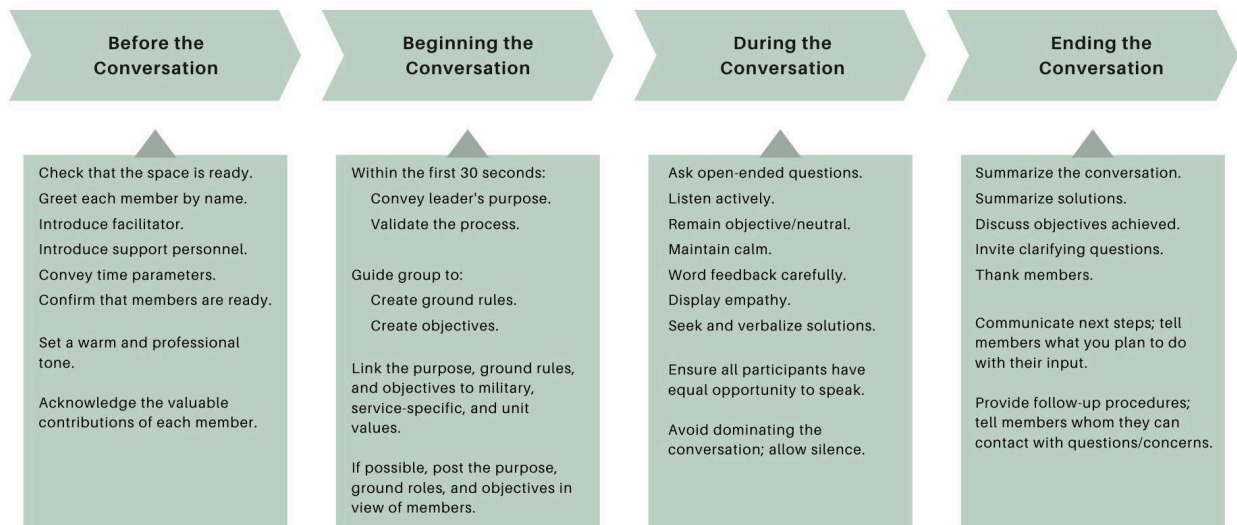 Before the
Conversation
Beginning the
Conversation
During the
Conversation
Ending the
Conversation
Check that the space is ready.
Greet each member by name.
Introduce facilitator.
Introduce support personnel.
Convey time parameters.
Confirm that members are ready.
Set a warm and professional
tone.
Acknowledge the valuable
contributions of each member.
Within the first 30 seconds:
Convey leader's purpose.
Validate the process.
Guide group to:
Create ground rules.
Create objectives.
Link the purpose, ground rules,
and objectives to military,
service-specific, and unit
values.
If possible, post the purpose,
ground roles, and objectives in
view of members.
Ask open-ended questions.
Listen actively.
Remain objective/neutral.
Maintain calm.
Word feedback carefully.
Display empathy.
Seek and verbalize solutions.
Ensure all participants have
equal opportunity to speak.
Avoid dominating the
conversation; allow silence.
Summarize the conversation.
Summarize solutions.
Discuss objectives achieved.
Invite clarifying questions.
Thank members.
Communicate next steps; tell
members what you plan to do
with their input.
Provide follow-up procedures;
tell members whom they can
contact with questions/concerns.